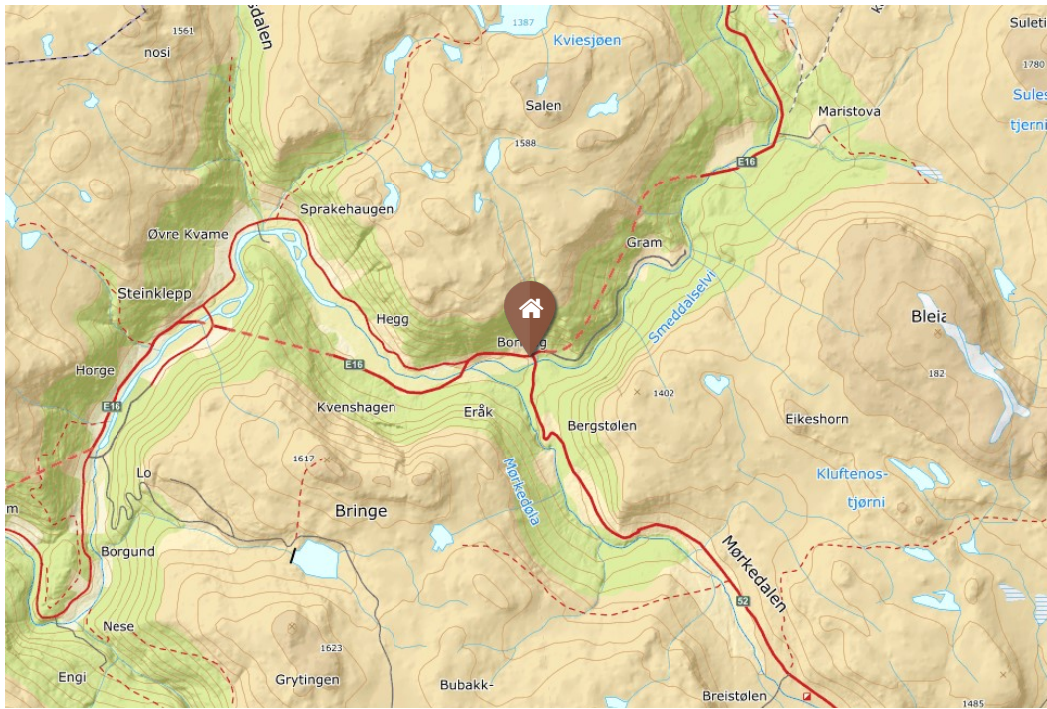 1387
1561
nosi
sdalen
Kviesjøen
Suleti
1780
Sules
tjerni
Salen
Maristova
1588
E16
Sprakehaugen
Øvre Kvame
Gram
Steinklepp
Smeddalselvi
Hegg
Bleia
Horge
E16
182
1402
E16
Kvenshagen
Eråk
Bergstølen
Eikeshorn
1617
Lo
Mørkedøla
Kluftenos-
tjørni
Bringe
m
Borgund
Mørkedalen
52
Nese
1623
Engi
Grytingen
Bubakk-
Breistølen
1485